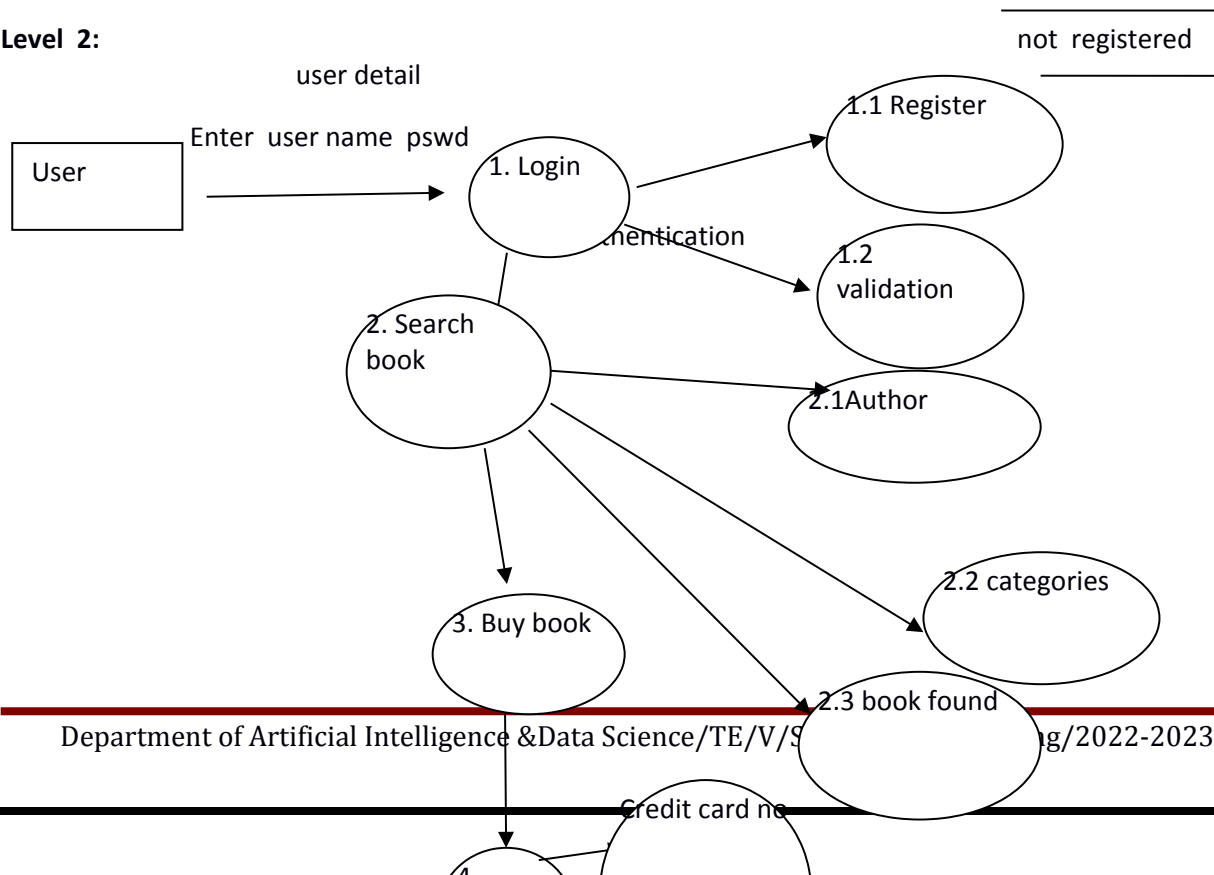 Level 2:
not registered
user detail
1.1 Register
Enter user name pswd
1. Login
User
1.2
validation
2. Search
book
2.1Author
2.2 categories
3. Buy book
2.3 book found
Department of Artificial Intelligence &Data Science/TE/V/
/2022-2023
Credit card no